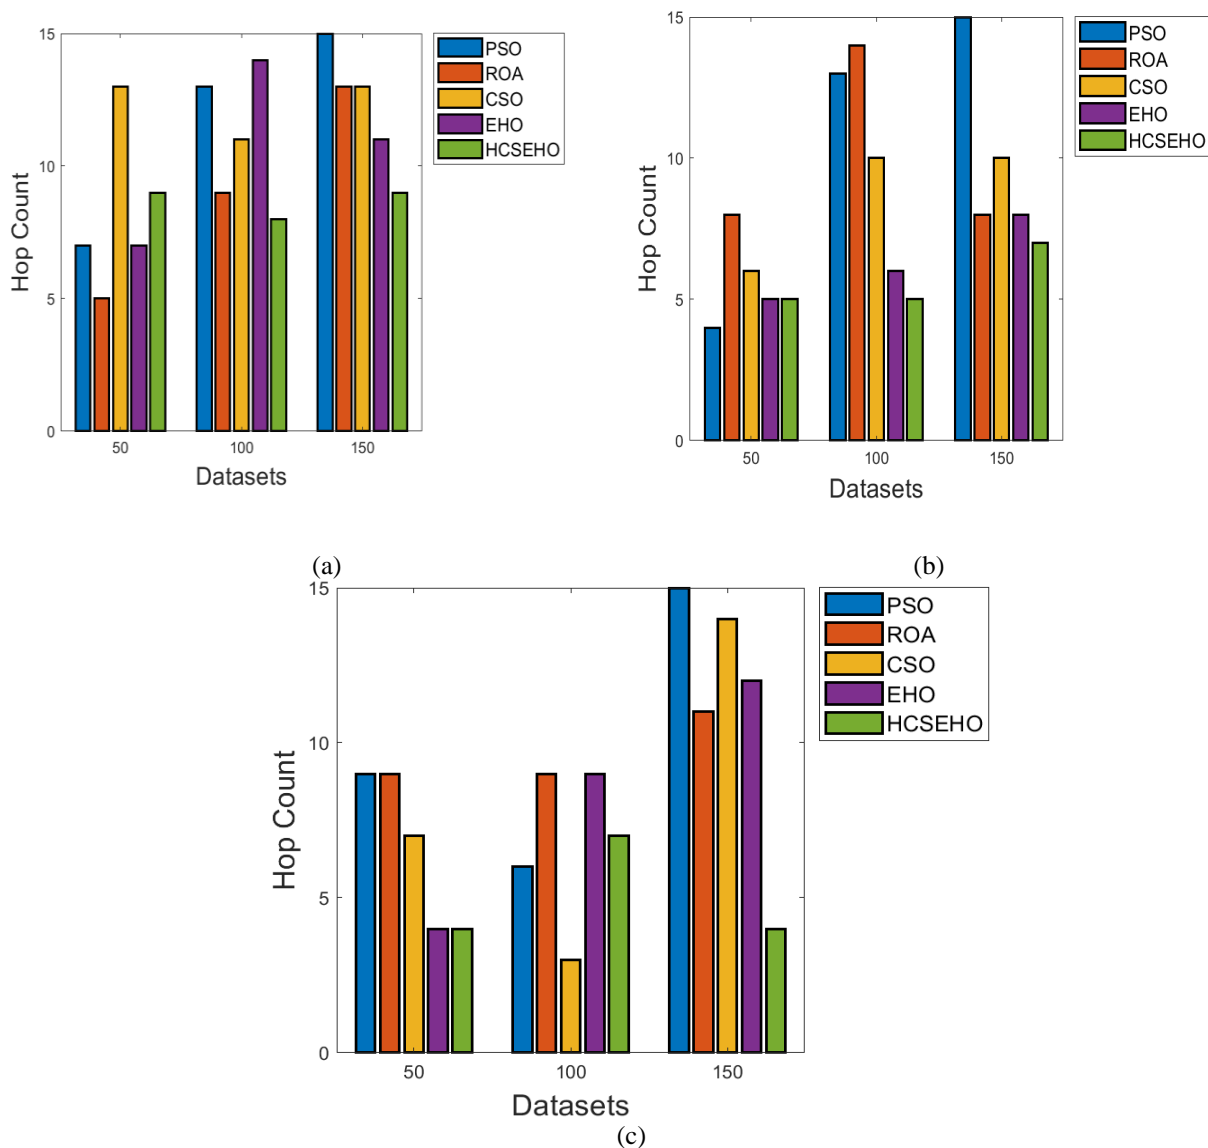 15
10
5
0
Hop Count
50 100 150
Datasets
PSO
ROA
CSO
EHO
HCSEHO
(a)
15
10
5
0
Hop Count
50 100 150
Datasets
PSO
ROA
CSO
EHO
HCSEHO
(b)
15
10
5
0
Hop Count
50 100 150
Datasets
PSO
ROA
CSO
EHO
HCSEHO
(c)